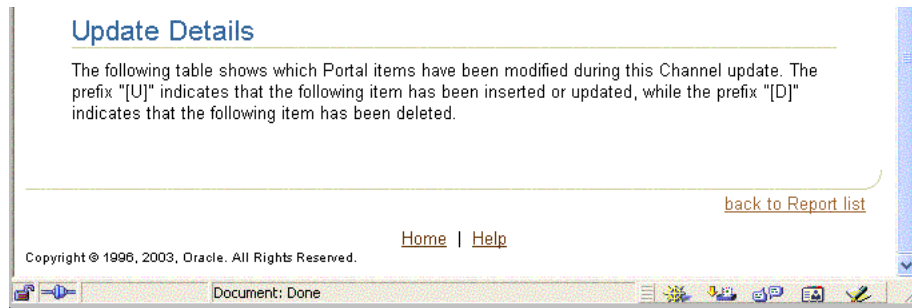 Update Details
The following table shows which Portal items have been modified during this Channel update. The
prefix "[U]" indicates that the following item has been inserted or updated, while the prefix "[D]"
indicates that the following item has been deleted.
back to Report list
Home | Help
Copyright © 1996, 2003, Oracle. All Rights Reserved.
Document: Done